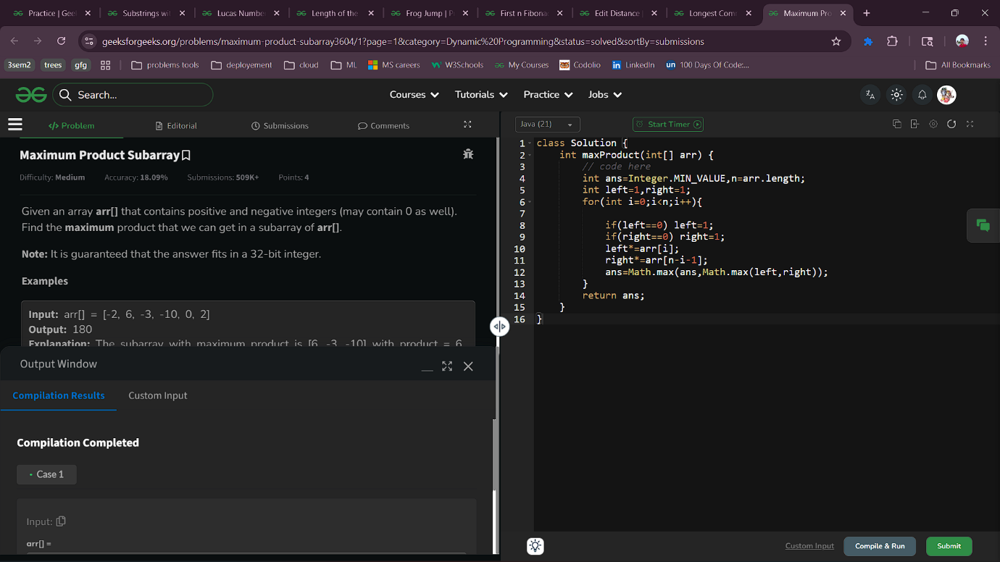 Practice | Geek
Substrings wit
Lucas Number
Length of the
Frog Jump | P
First n Fibona
Edit Distance |
Longest Com
Maximum Pro
geeksforgeeks.org/problems/maximum-product-subarray3604/1?page=1&category=Dynamic%20Programming&status=solved&sortBy=submissions
3sem2 trees gfg problems tools deployement cloud ML MS careers W3Schools My Courses Codolio LinkedIn 100 Days Of Code:... All Bookmarks
Search... Courses Tutorials Practice Jobs
Problem Editorial Submissions Comments
Maximum Product Subarray
Difficulty: Medium Accuracy: 18.09% Submissions: 509K+ Points: 4
Given an array arr[] that contains positive and negative integers (may contain 0 as well).
Find the maximum product that we can get in a subarray of arr[].
Note: It is guaranteed that the answer fits in a 32-bit integer.
Examples
Input: arr[] = [-2, 6, -3, -10, 0, 2]
Output: 180
Explanation: The subarray with maximum product is [6, -3, -10] with product = 6
Output Window
Compilation Results Custom Input
Compilation Completed
Case 1
Input:
arr[] =
Java (21) Start Timer
1 class Solution {
2 int maxProduct(int[] arr) {
3 // code here
4 int ans=Integer.MIN_VALUE,n=arr.length;
5 int left=1,right=1;
6 for(int i=0;i<n;i++){
7
8 if(left==0) left=1;
9 if(right==0) right=1;
10 left*=arr[i];
11 right*=arr[n-i-1];
12 ans=Math.max(ans,Math.max(left,right));
13 }
14 return ans;
15 }
16 }
Custom Input Compile & Run Submit